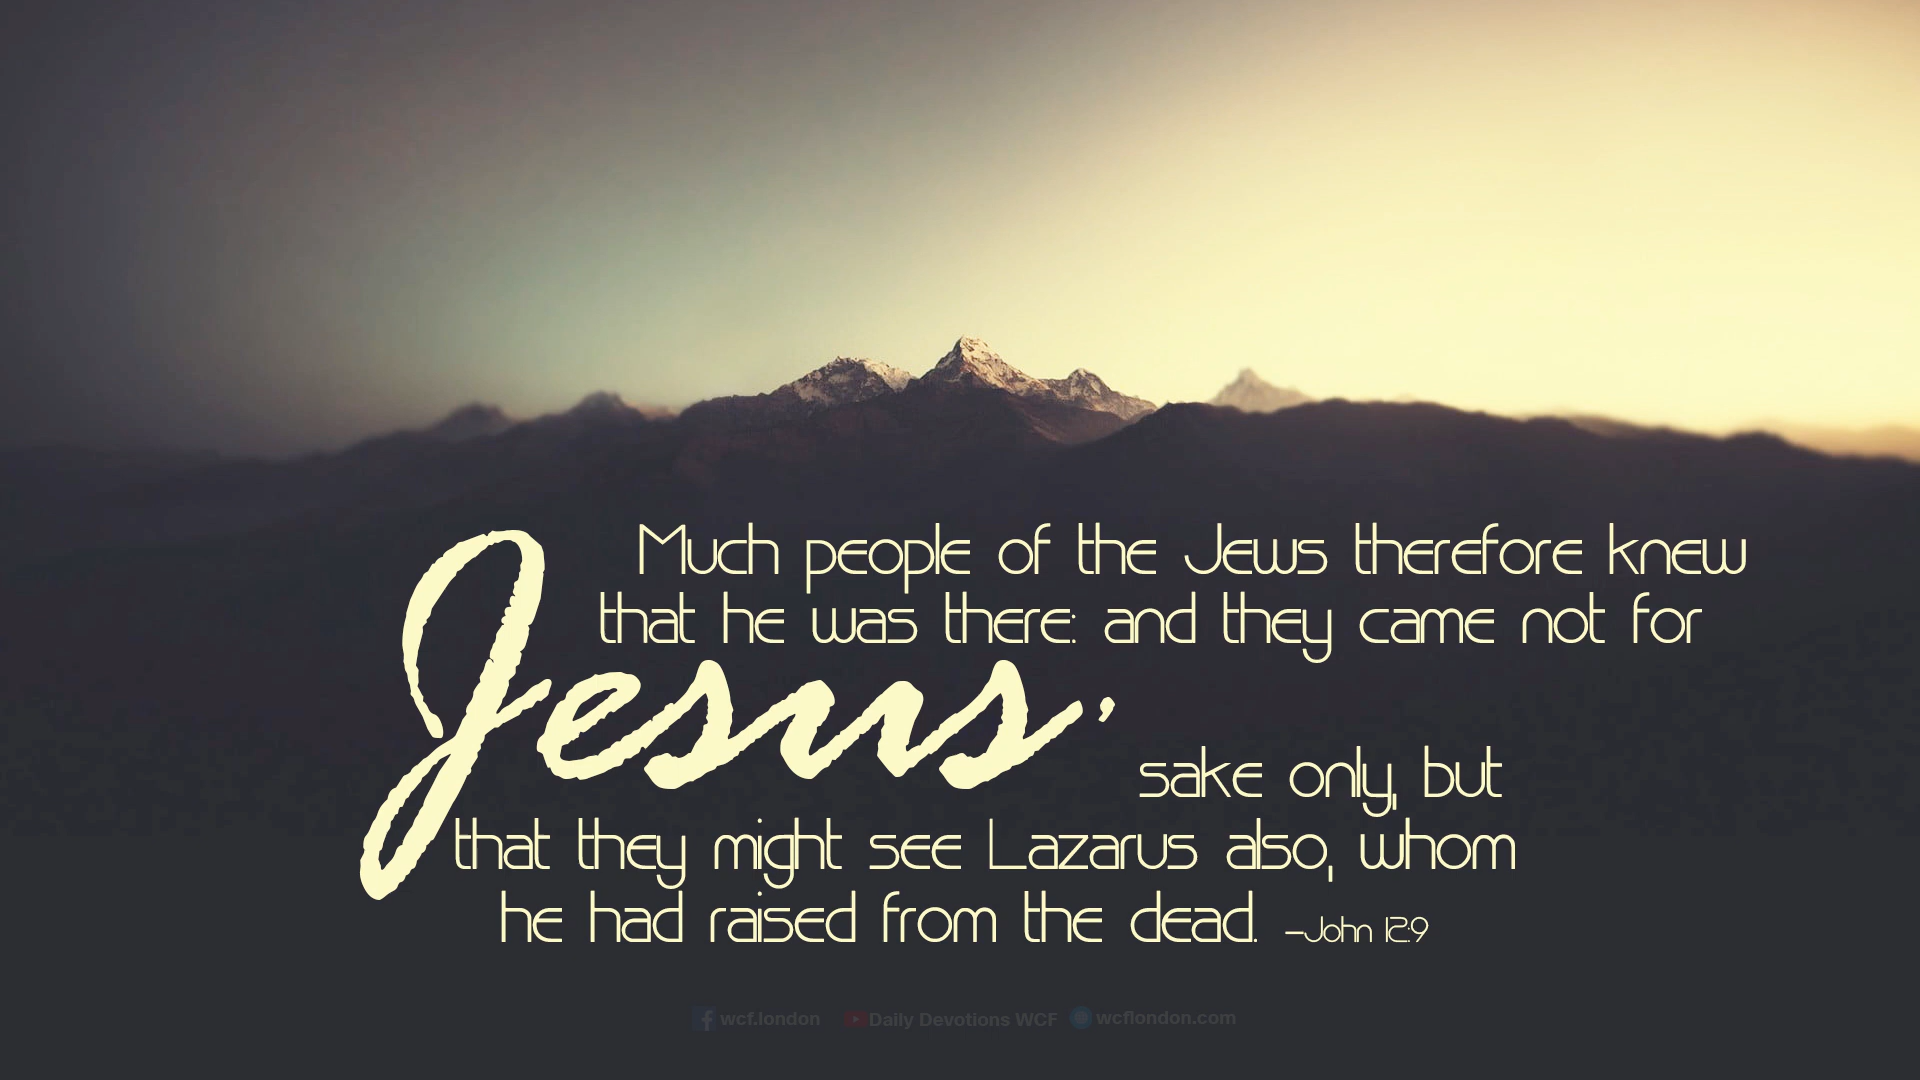 Much people of the Jews therefore knew
that he was there: and they came not for
Jesus'
sake only, but
that they might see Lazarus also, whom
he had raised from the dead. –John 12:9
wcf.london Daily Devotions WCF wcflondon.com